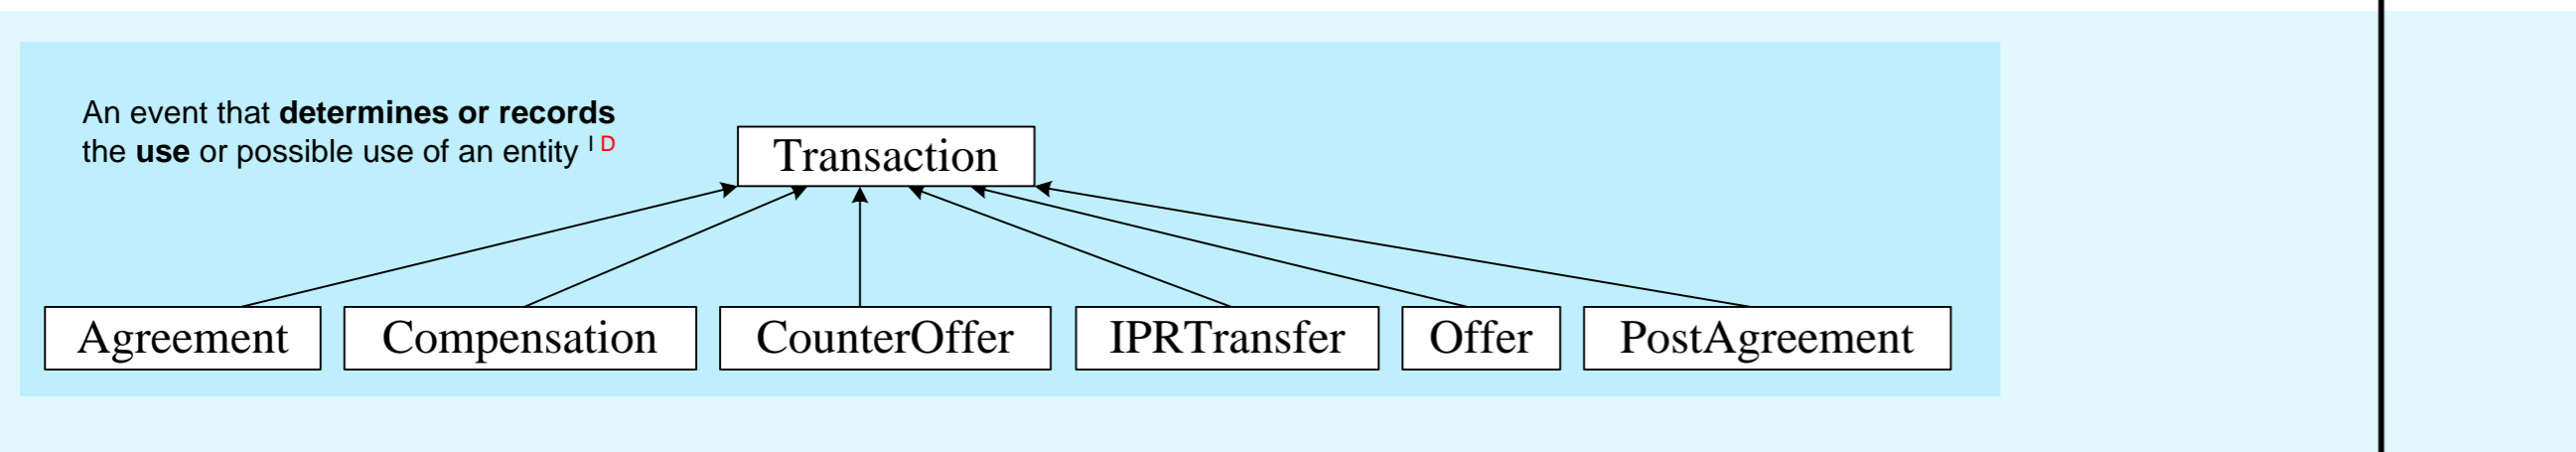 An event that determines or records
the use or possible use of an entity I D
Transaction
Agreement
Compensation
CounterOffer
IPRTransfer
Offer
PostAgreement